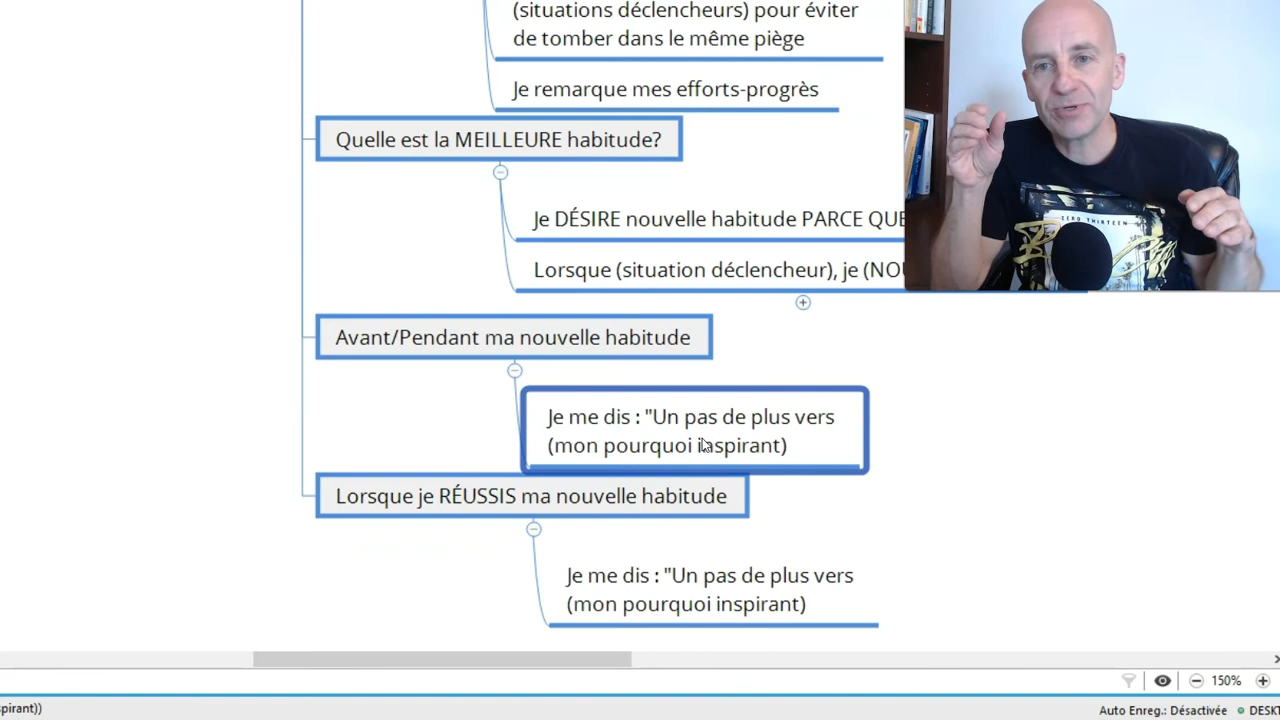 (situations déclencheurs) pour éviter
de tomber dans le même piège
Je remarque mes efforts-progrès
Quelle est la MEILLEURE habitude?
Je DÉSIRE nouvelle habitude PARCE QUE
Lorsque (situation déclencheur), je (NOU
Avant/Pendant ma nouvelle habitude
Je me dis : "Un pas de plus vers
(mon pourquoi inspirant)
Lorsque je RÉUSSIS ma nouvelle habitude
Je me dis : "Un pas de plus vers
(mon pourquoi inspirant)
ZERO THIRTEEN
150%
pirant))
Auto Enreg.: Désactivée
DESKT